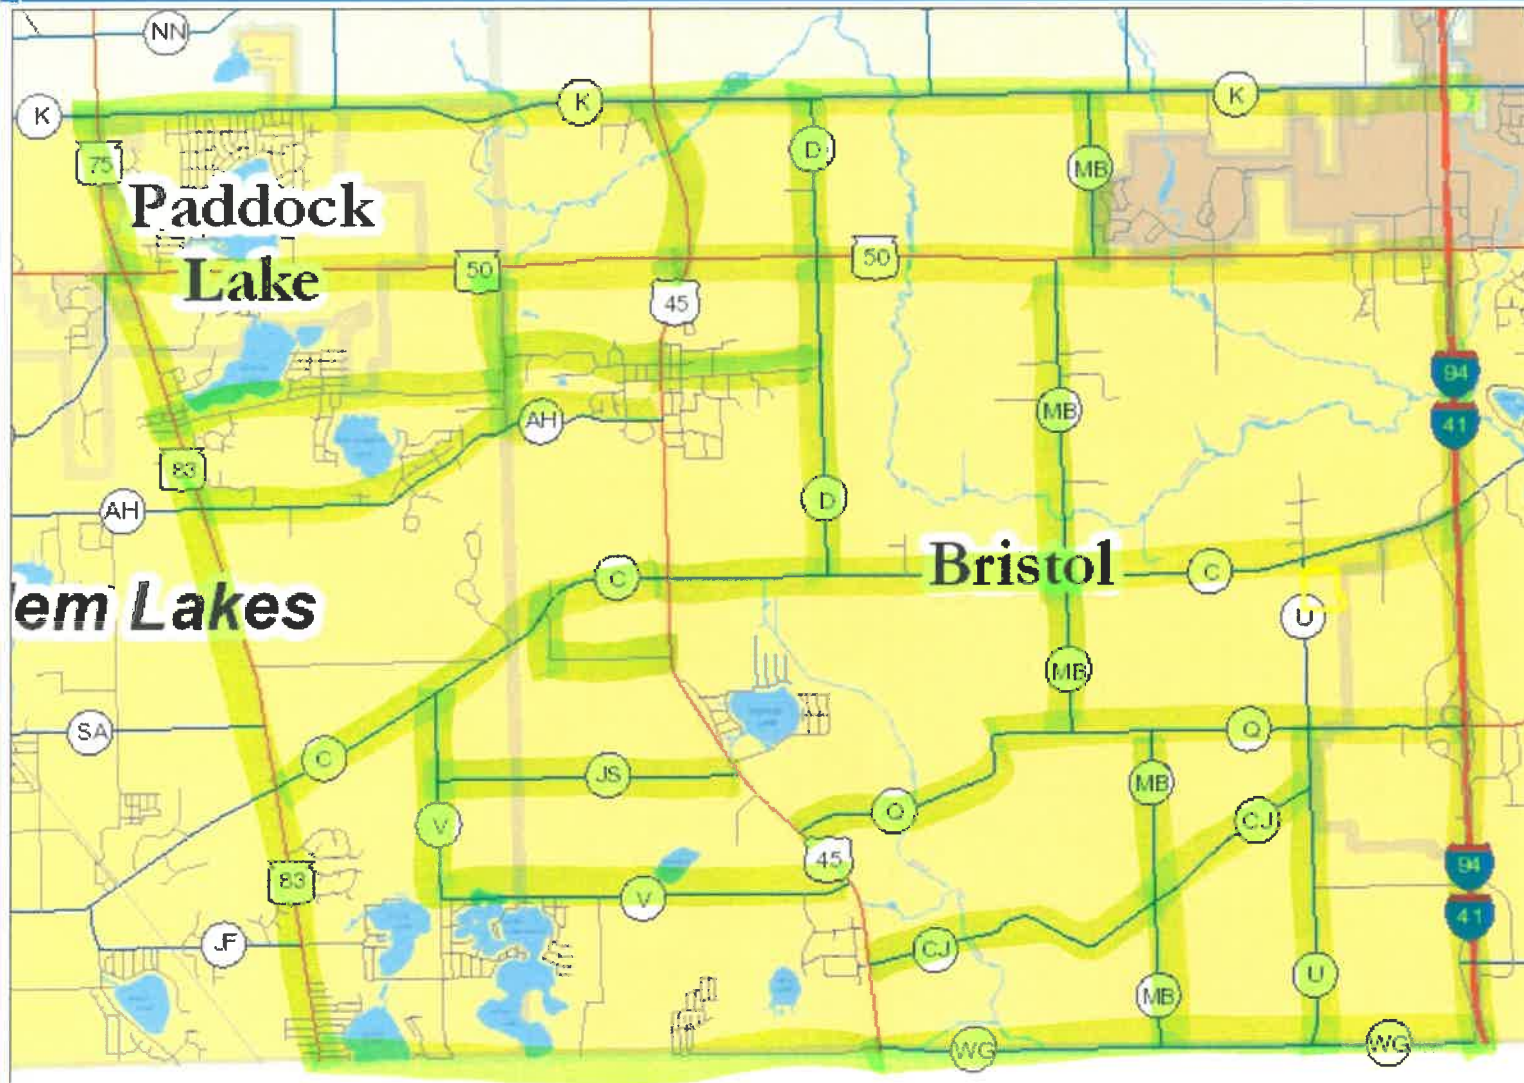 NN
K
K
K
75
D
MB
Paddock
Lake
50
50
45
94
41
MB
AH
83
D
AH
Bristol
C
C
em Lakes
U
MB
SA
C
JS
Q
MB
V
Q
CJ
45
83
94
V
41
JF
CJ
U
MB
WG
WG